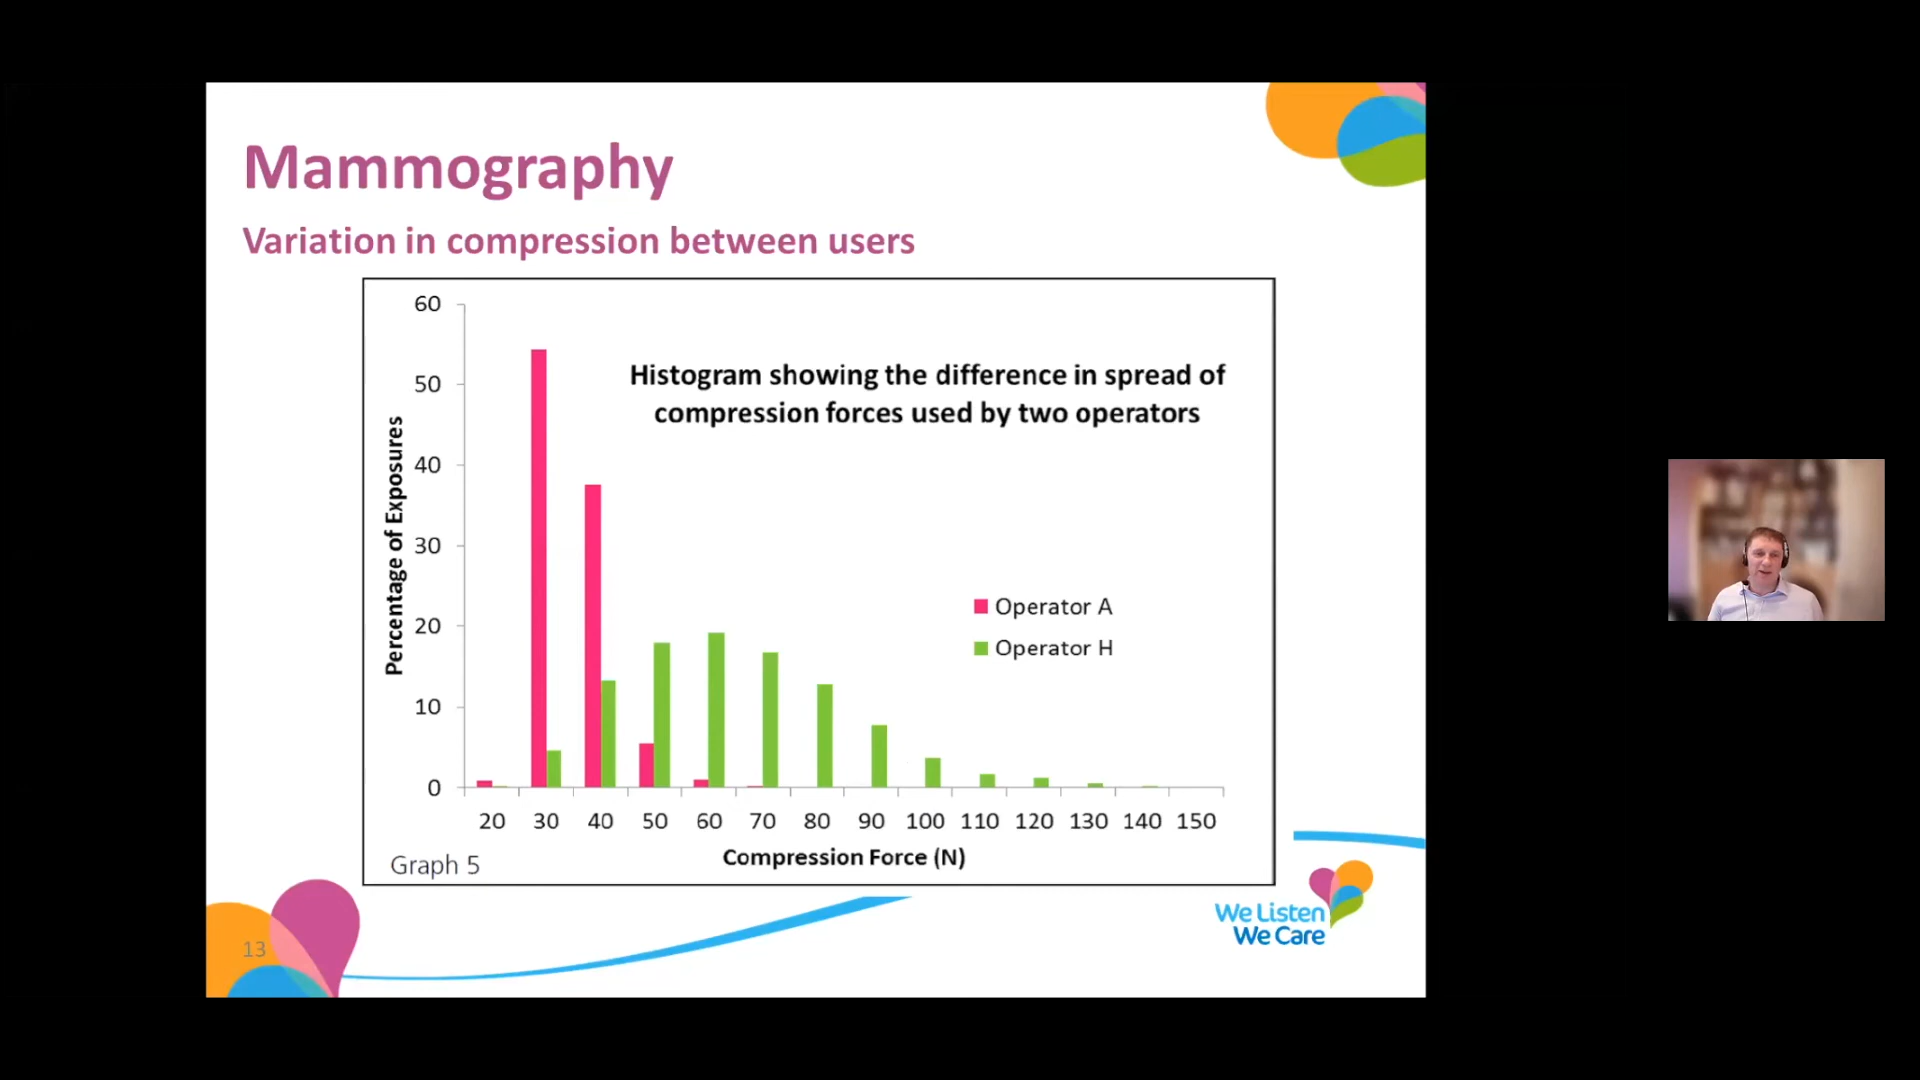 Mammography
Variation in compression between users
60
50
40
30
20
10
0
Percentage of Exposures
Histogram showing the difference in spread of
compression forces used by two operators
Operator A
Operator H
20 30 40 50 60 70 80 90 100 110 120 130 140 150
Compression Force (N)
Graph 5
We Listen
We Care
13